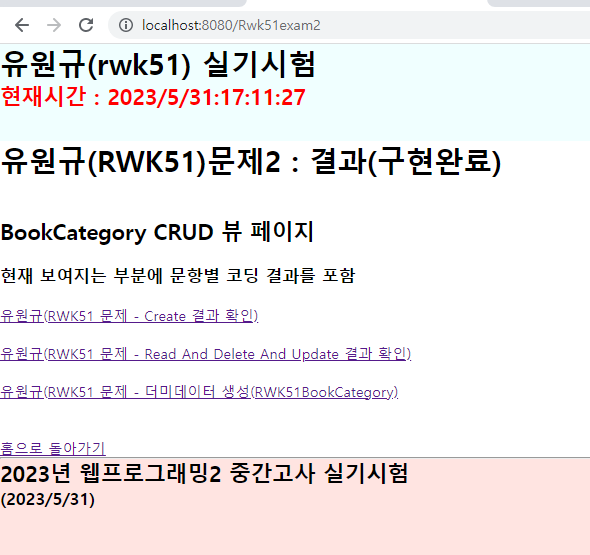 localhost:8080/Rwk51exam2
유원규(rwk51) 실기시험
현재시간 : 2023/5/31:17:11:27
유원규(RWK51)문제2 : 결과(구현완료)
BookCategory CRUD 뷰 페이지
현재 보여지는 부분에 문항별 코딩 결과를 포함
유원규(RWK51 문제 - Create 결과 확인)
유원규(RWK51 문제 - Read And Delete And Update 결과 확인)
유원규(RWK51 문제 - 더미데이터 생성(RWK51BookCategory)
홈으로 돌아가기
2023년 웹프로그래밍2 중간고사 실기시험
(2023/5/31)